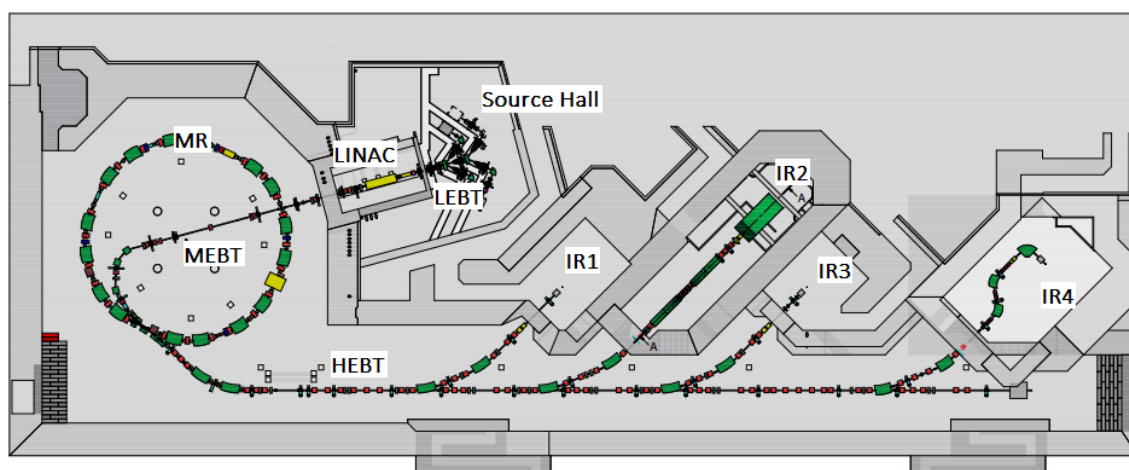 Source Hall
MR
LINAC
IR2
A
LEBT
MEBT
IR1
IR3
IR4
A
HEBT